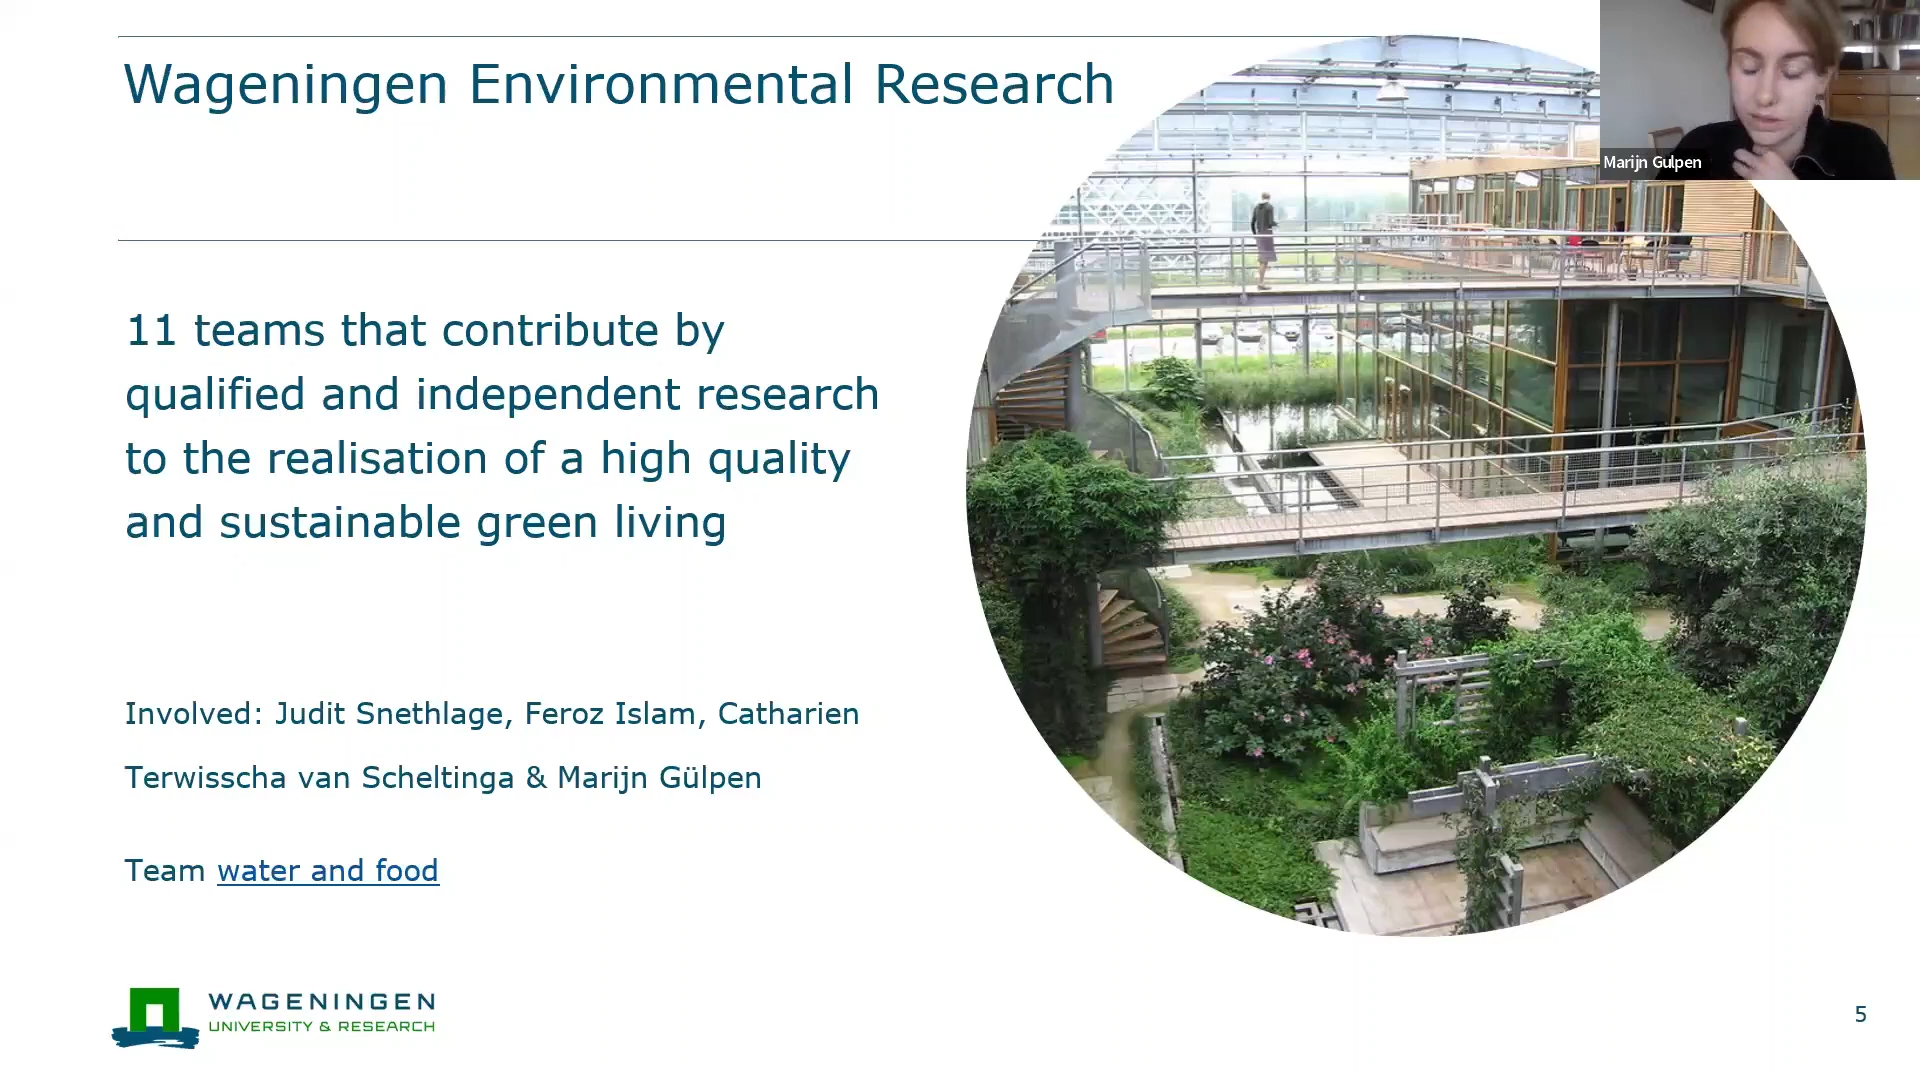 Wageningen Environmental Research
Marijn Gulpen
11 teams that contribute by
qualified and independent research
to the realisation of a high quality
and sustainable green living
Involved: Judit Snethlage, Feroz Islam, Catharien
Terwisscha van Scheltinga & Marijn Gülpen
Team water and food
WAGENINGEN
UNIVERSITY & RESEARCH
5